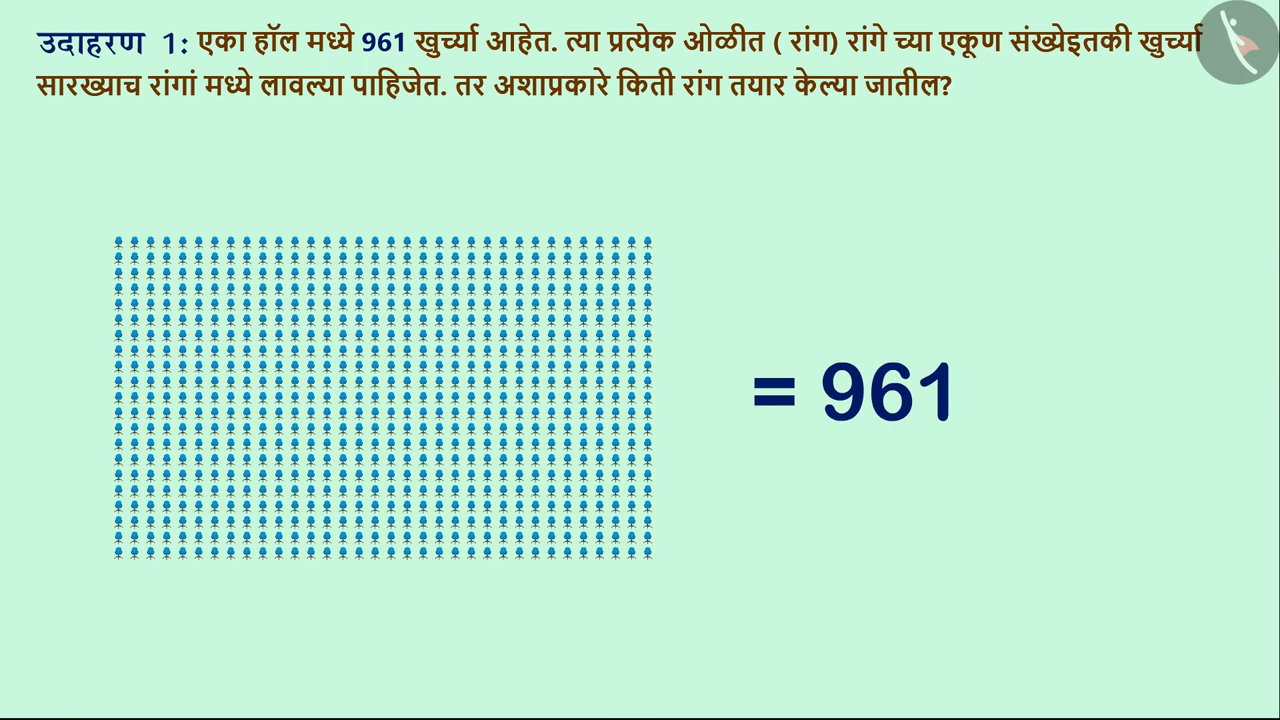 उदाहरण 1: एका हॉल मध्ये 961 खुर्च्या आहेत. त्या प्रत्येक ओळीत ( रांग) रांगे च्या एकूण संख्येइतकी खुर्च्या
सारख्याच रांगां मध्ये लावल्या पाहिजेत. तर अशाप्रकारे किती रांग तयार केल्या जातील?
= 961